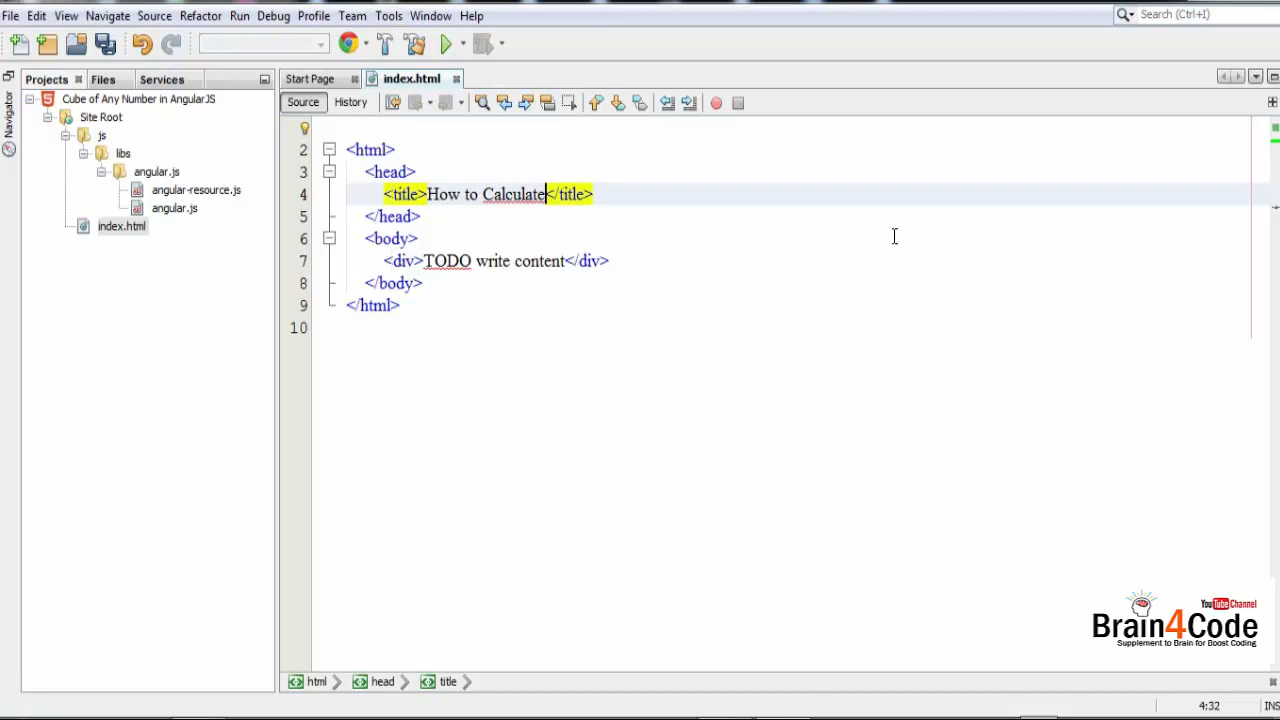 File Edit View Navigate Source Refactor Run Debug Profile Team Tools Window Help
Search (Ctrl+I)
Projects Files Services
Start Page index.html
Navigator
Source History
Cube of Any Number in AngularJS
Site Root
js
libs
angular.js
angular-resource.js
angular.js
index.html
2 <html>
3 <head>
4 <title>How to Calculate</title>
5 </head>
6 <body>
7 <div>TODO write content</div>
8 </body>
9 </html>
10
YouTube Channel
Brain4Code
Supplement to Brain for Boost Coding
html head title
4:32 INS